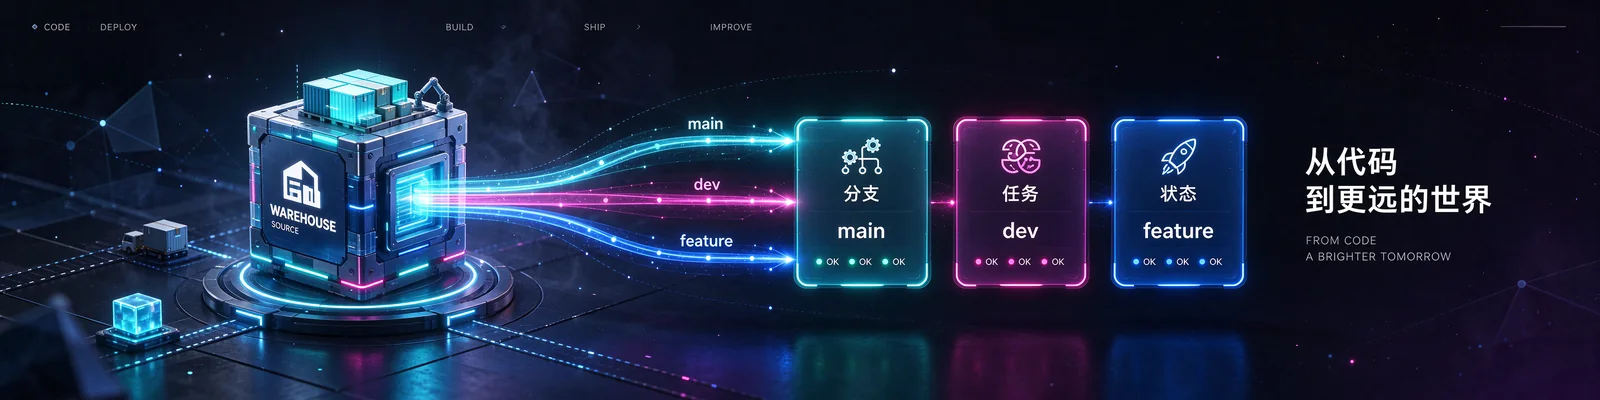 CODE
DEPLOY
BUILD
SHIP
IMPROVE
WAREHOUSE
SOURCE
main
dev
feature
分支
main
OK OK OK
任务
dev
OK OK OK
状态
feature
OK OK OK
从代码
到更远的世界
FROM CODE
A BRIGHTER TOMORROW